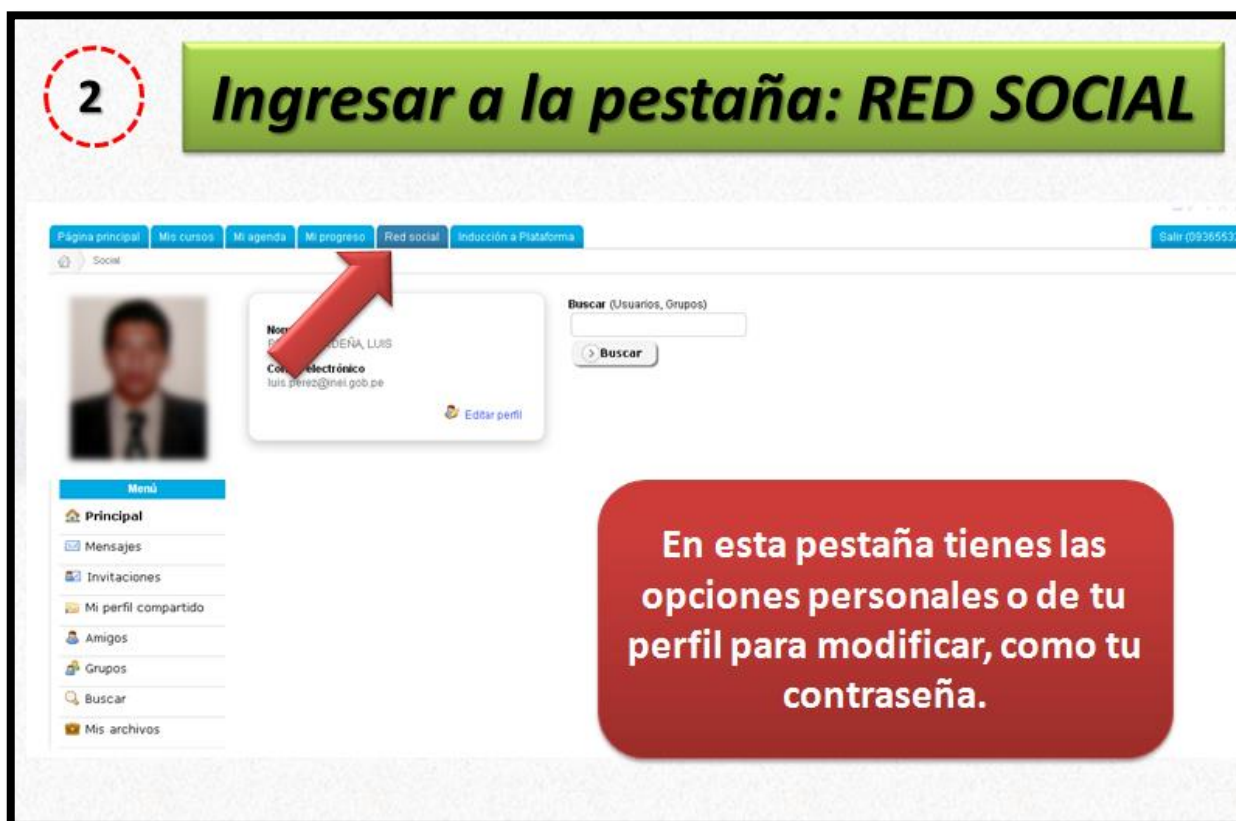 2
Ingresar a la pestaña: RED SOCIAL
Página principal Mis cursos Mi agenda Mi progreso Red social Inducción a Plataforma
Salir (0936553
Social
DEÑA, LUIS
electrónico
luis.perez@inei.gob.pe
Editar perfil
Buscar (Usuarios, Grupos)
Buscar
Menú
Principal
Mensajes
Invitaciones
Mi perfil compartido
Amigos
Grupos
Buscar
Mis archivos
En esta pestaña tienes las
opciones personales o de tu
perfil para modificar, como tu
contraseña.